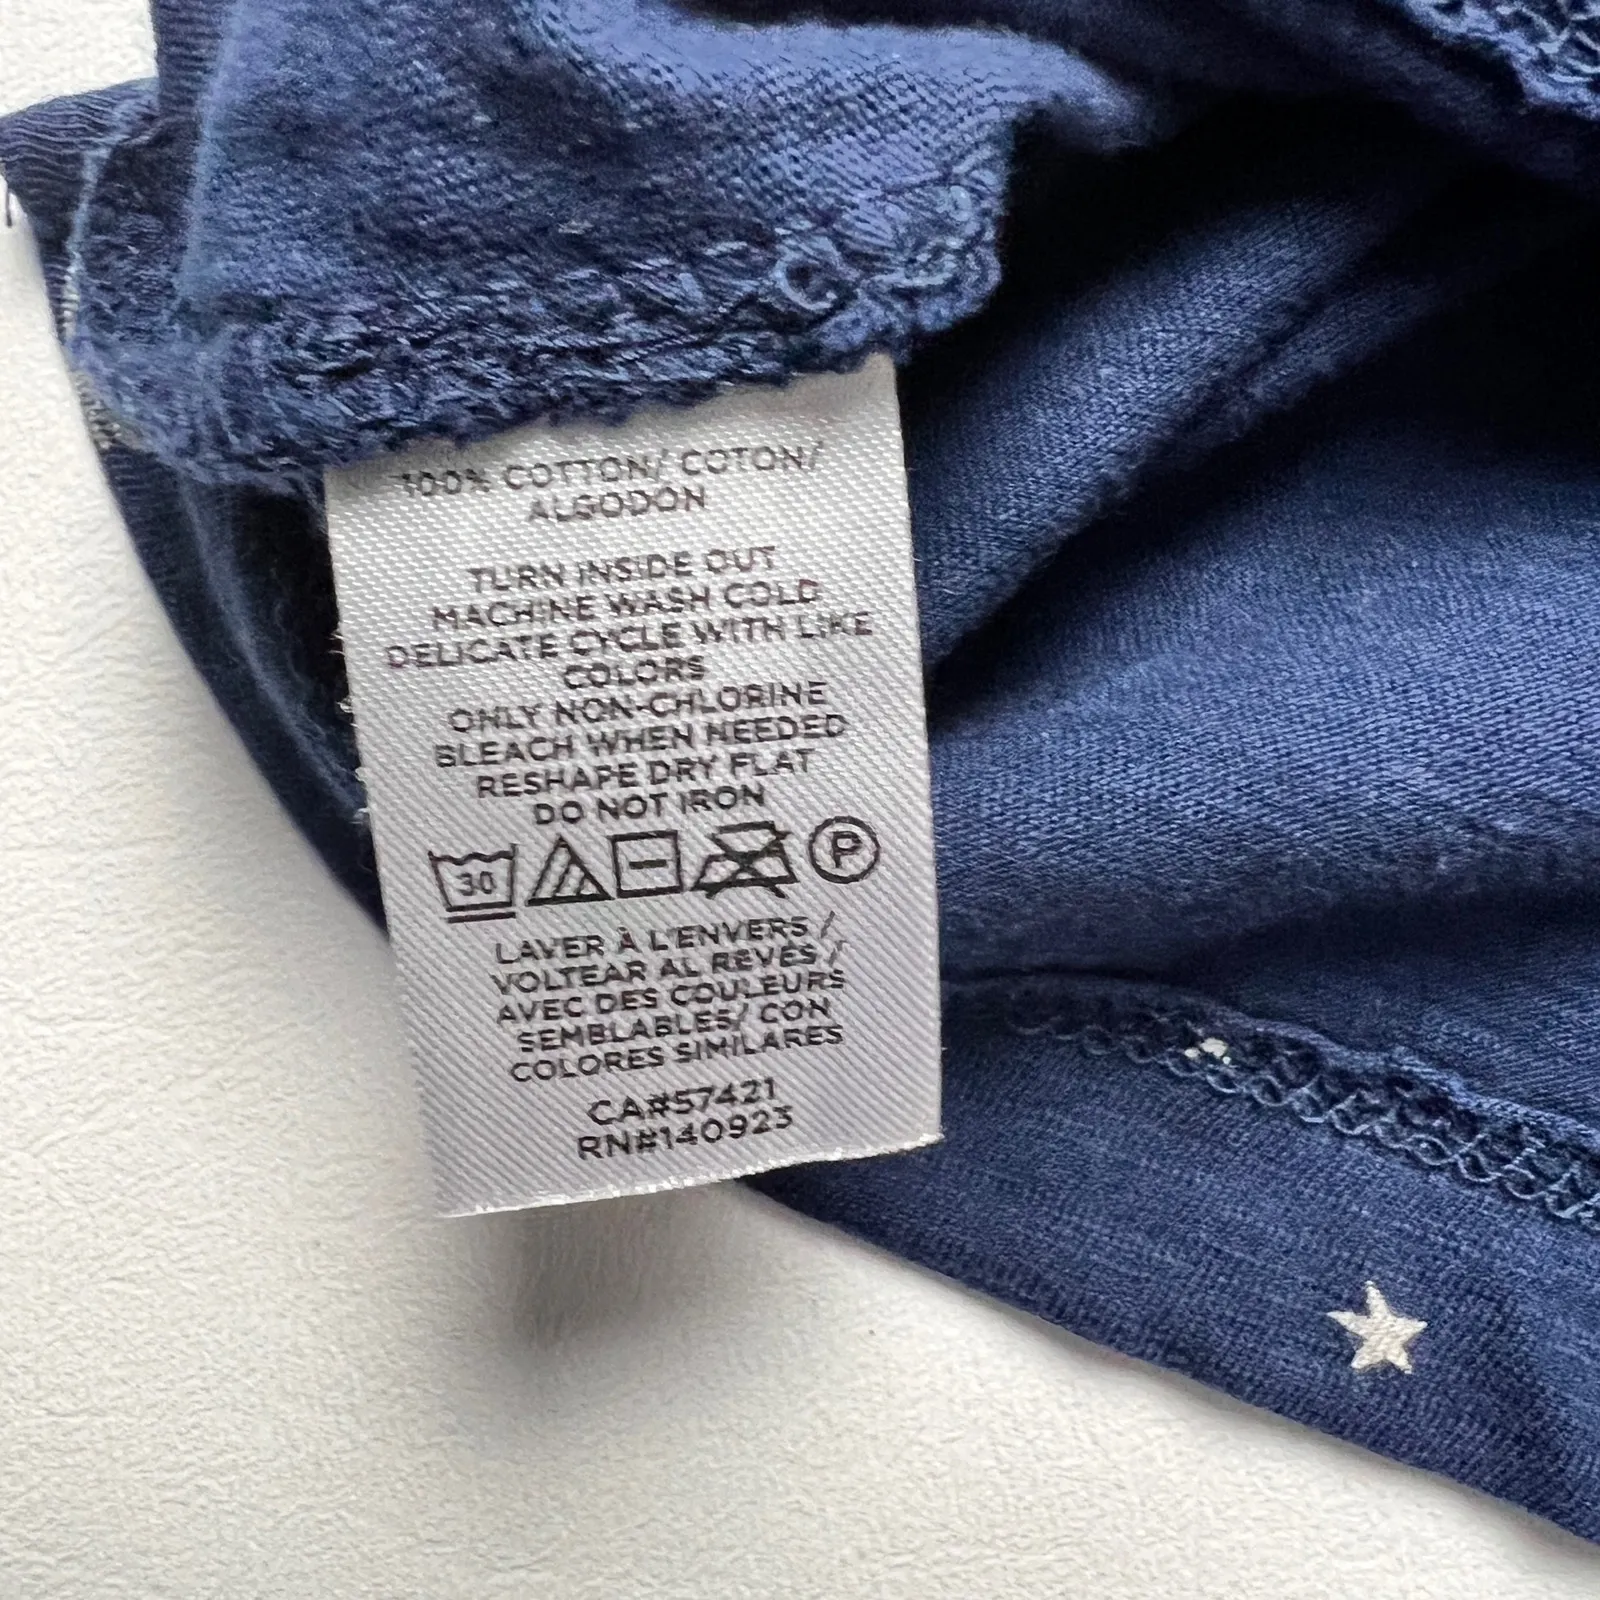 100% COTTON/ COTON/
ALGODON
TURN INSIDE OUT
MACHINE WASH COLD
DELICATE CYCLE WITH LIKE
COLORS
ONLY NON-CHLORINE
BLEACH WHEN NEEDED
RESHAPE DRY FLAT
DO NOT IRON
30 P
LAVER À L'ENVERS /
VOLTEAR AL REVÉS /
AVEC DES COULEURS
SEMBLABLES/ CON
COLORES SIMILARES
CA#57421
RN#140923